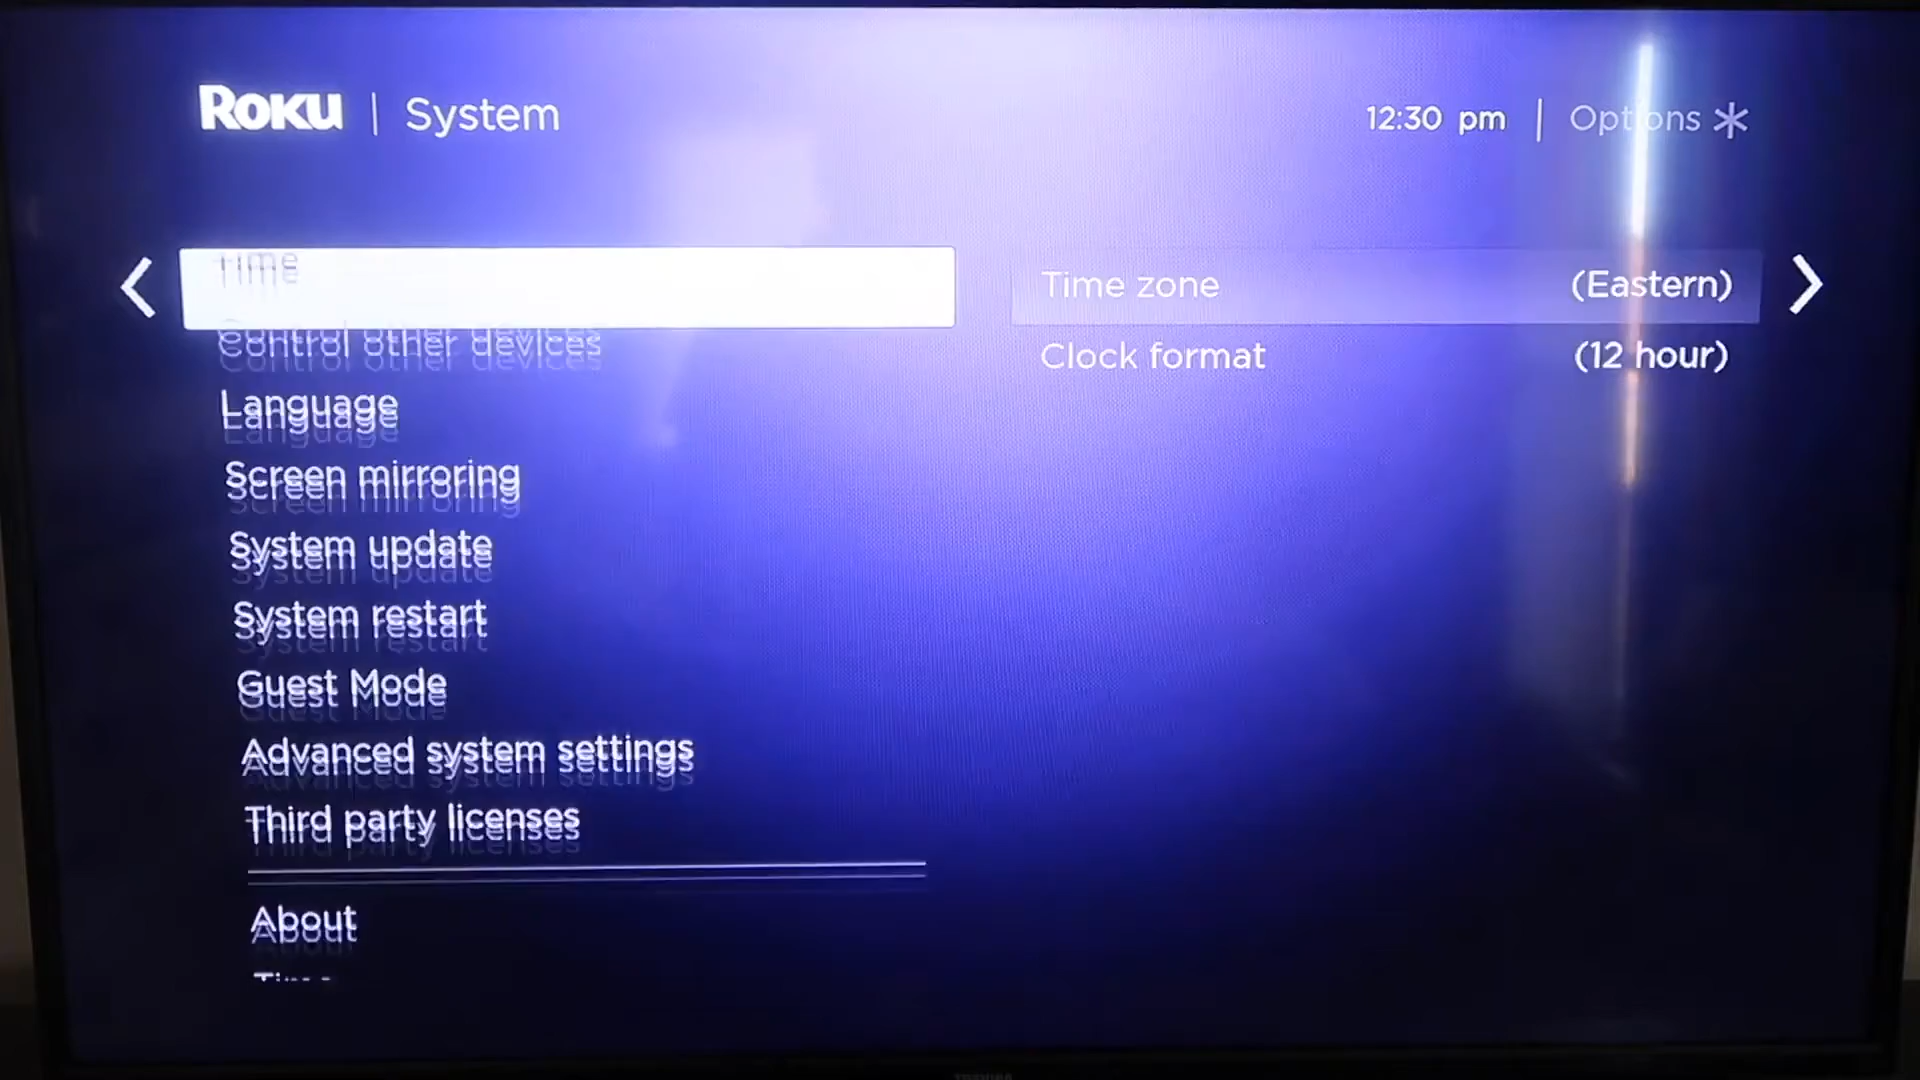 Roku | System
12:30 pm | Options *
Time
Time zone (Eastern)
Control other devices
Clock format (12 hour)
Language
Screen mirroring
System update
System restart
Guest Mode
Advanced system settings
Third party licenses
About